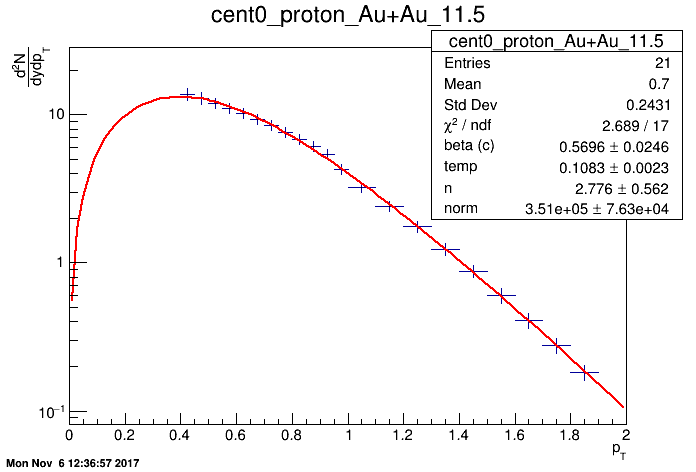 cent0_proton_Au+Au_11.5
cent0_proton_Au+Au_11.5
Entries 21
Mean 0.7
Std Dev 0.2431
χ² / ndf 2.689 / 17
beta (c) 0.5696 ± 0.0246
temp 0.1083 ± 0.0023
n 2.776 ± 0.562
norm 3.51e+05 ± 7.63e+04
d²N
dydp_T
10
1
10⁻¹
0 0.2 0.4 0.6 0.8 1 1.2 1.4 1.6 1.8 2
p_T
Mon Nov 6 12:36:57 2017